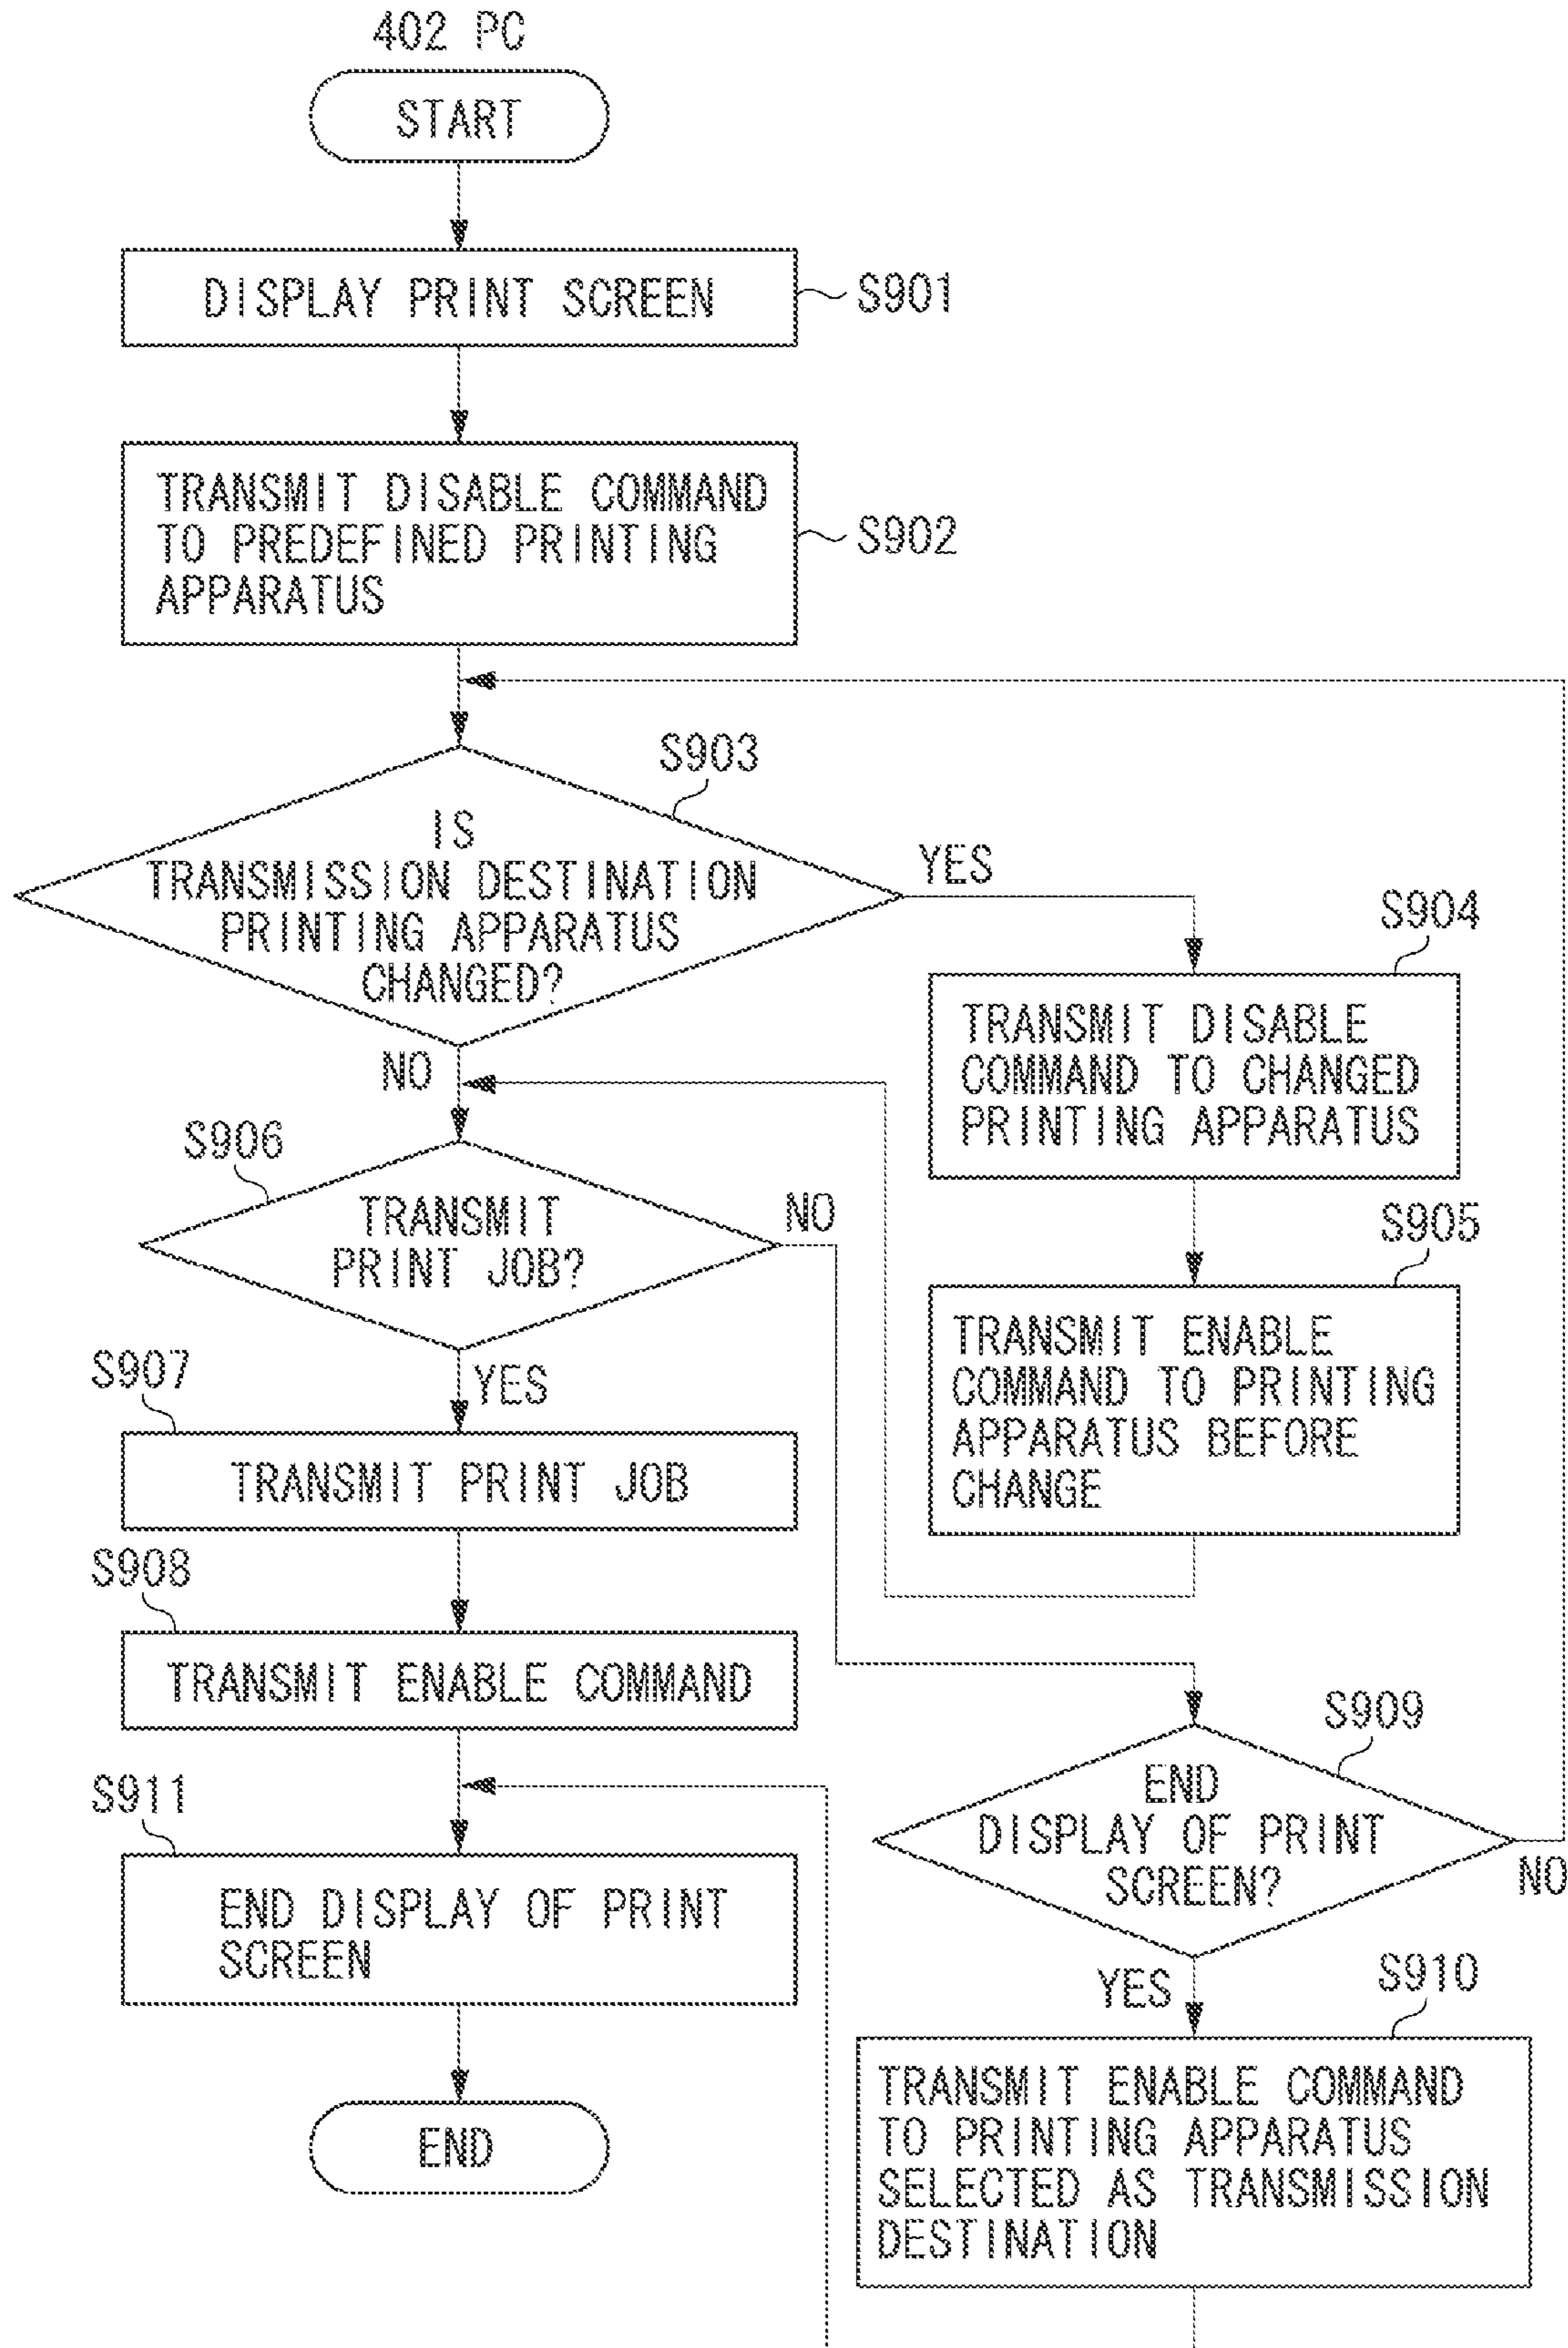 402 PC
START
DISPLAY PRINT SCREEN
S901
TRANSMIT DISABLE COMMAND
TO PREDEFINED PRINTING
APPARATUS
S902
S903
IS
TRANSMISSION DESTINATION
PRINTING APPARATUS
CHANGED?
YES
NO
S904
TRANSMIT DISABLE
COMMAND TO CHANGED
PRINTING APPARATUS
S905
TRANSMIT ENABLE
COMMAND TO PRINTING
APPARATUS BEFORE
CHANGE
S906
TRANSMIT
PRINT JOB?
NO
YES
S907
TRANSMIT PRINT JOB
S908
TRANSMIT ENABLE COMMAND
S909
END
DISPLAY OF PRINT
SCREEN?
NO
YES
S910
TRANSMIT ENABLE COMMAND
TO PRINTING APPARATUS
SELECTED AS TRANSMISSION
DESTINATION
S911
END DISPLAY OF PRINT
SCREEN
END